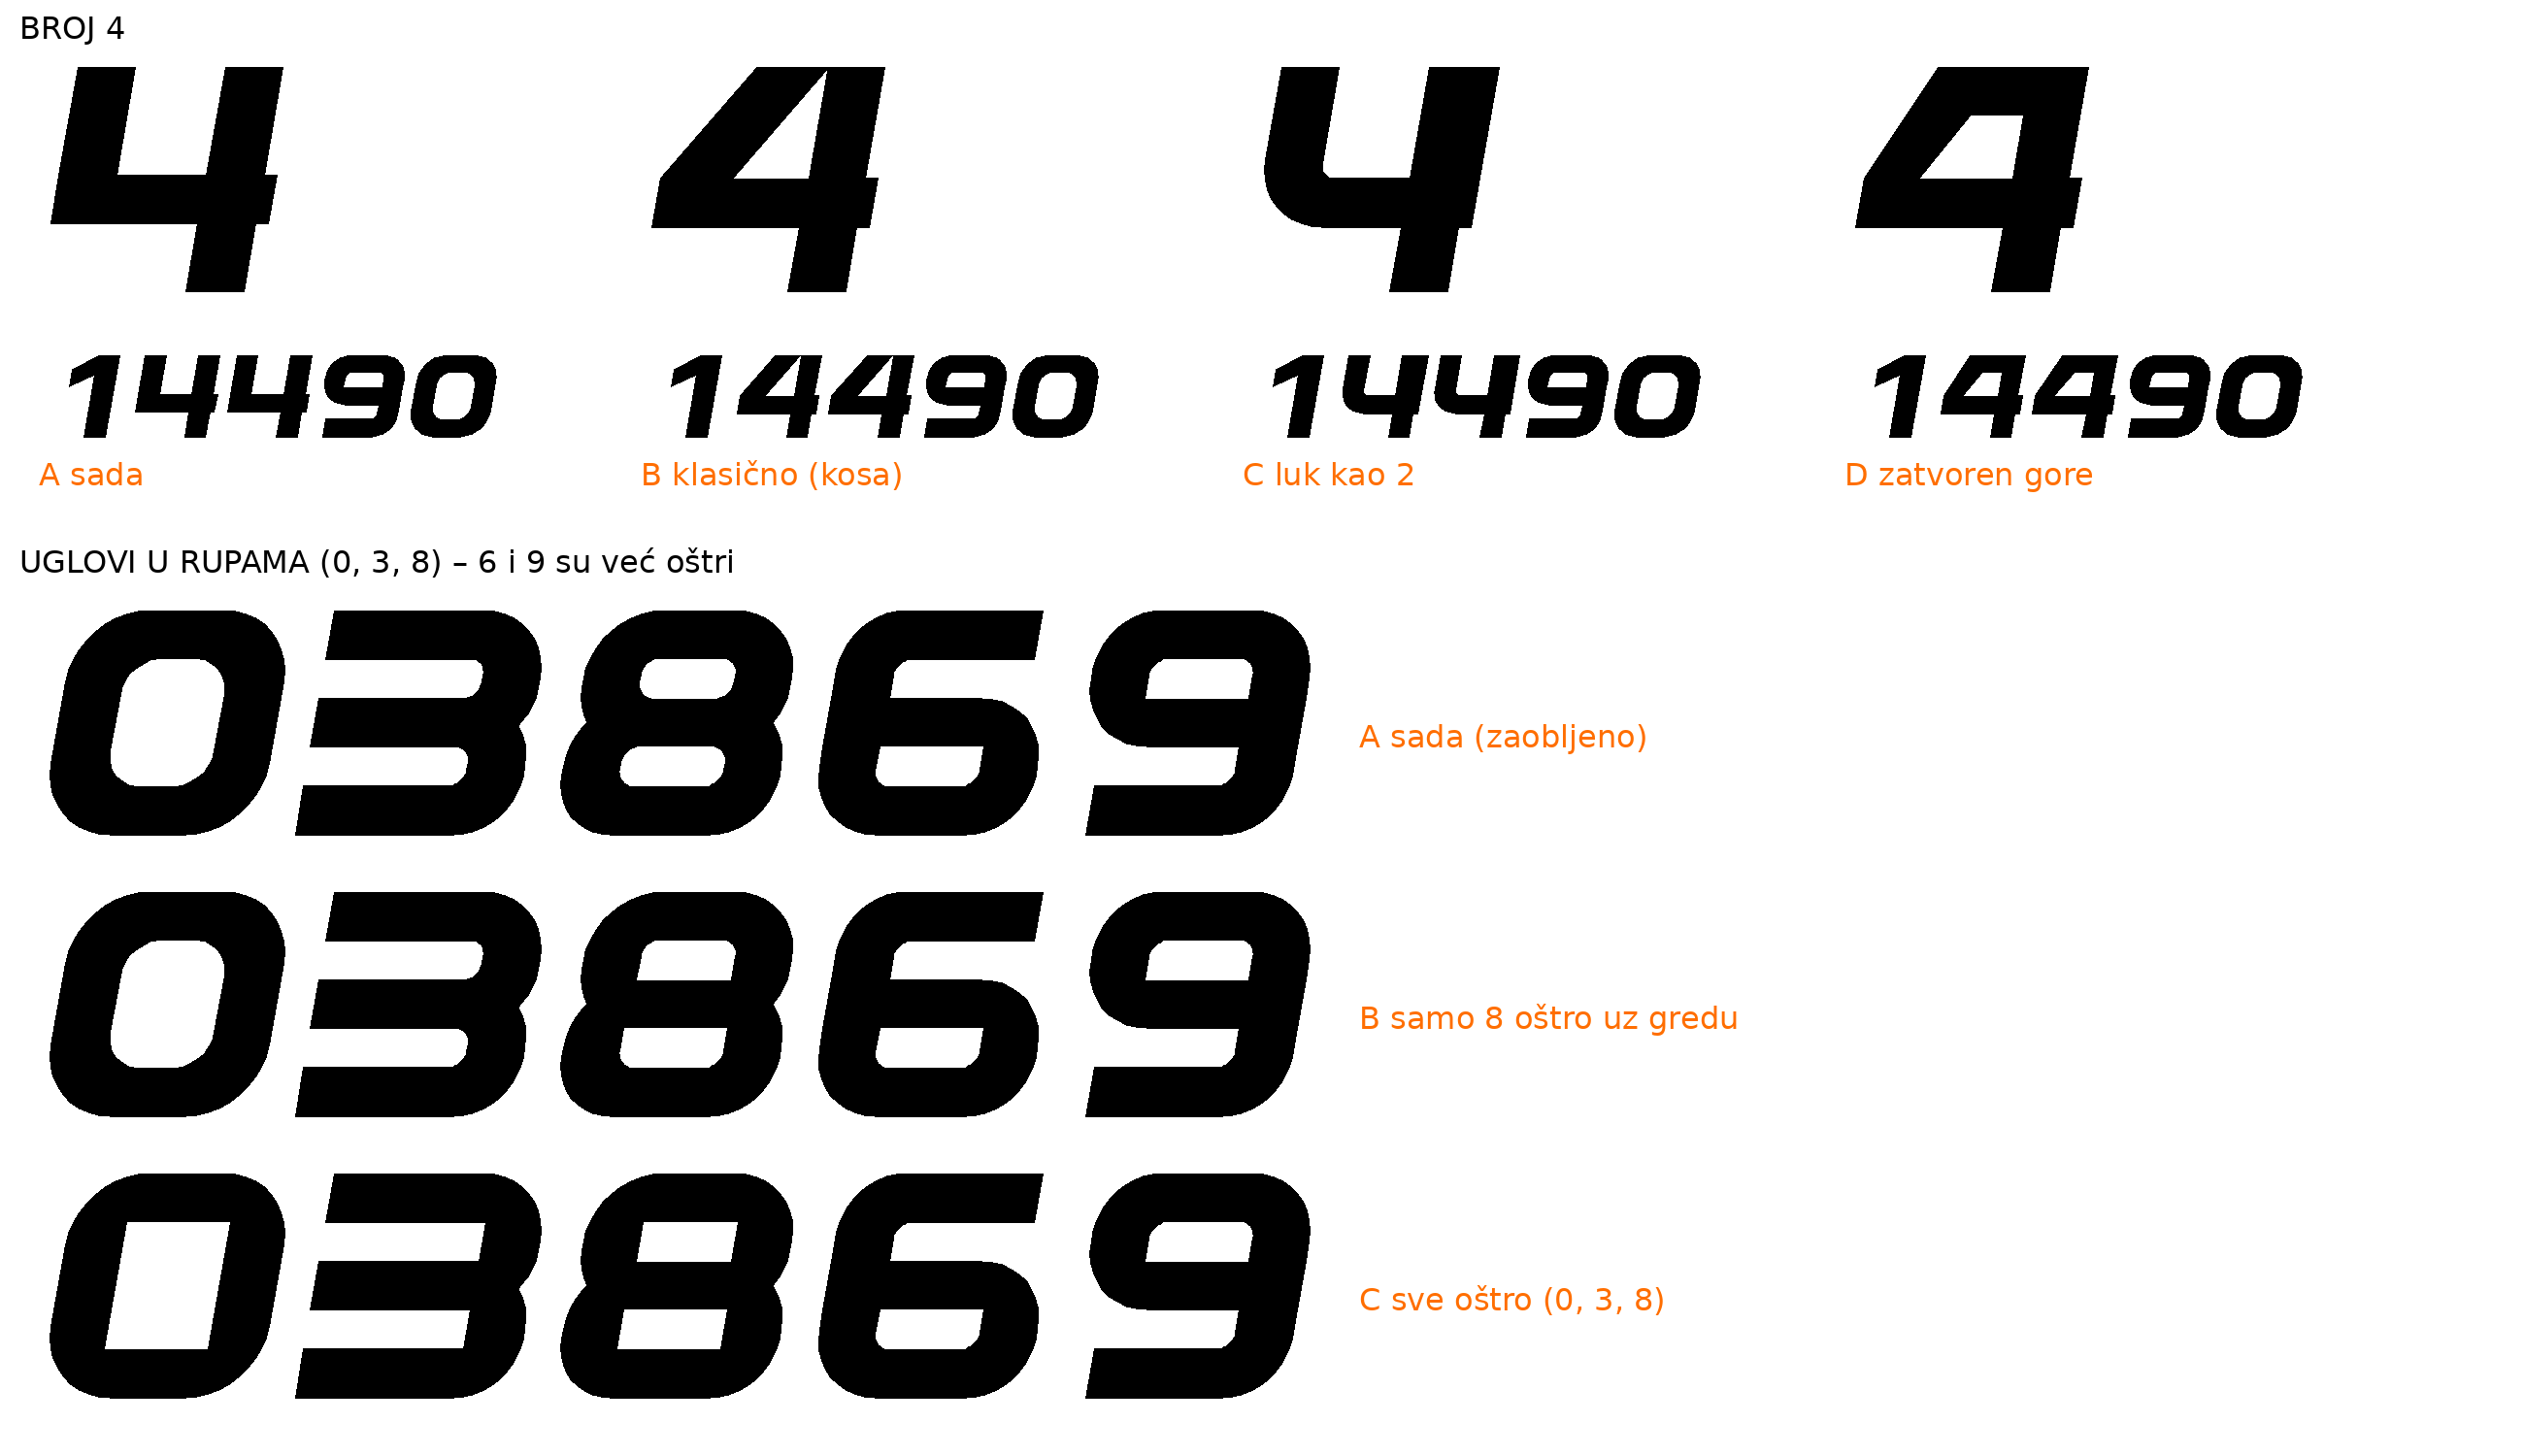 BROJ 4
4 4 4 4
14490 14490 14490 14490
A sada B klasično (kosa) C luk kao 2 D zatvoren gore
UGLOVI U RUPAMA (0, 3, 8) – 6 i 9 su već oštri
03869 A sada (zaobljeno)
03869 B samo 8 oštro uz gredu
03869 C sve oštro (0, 3, 8)